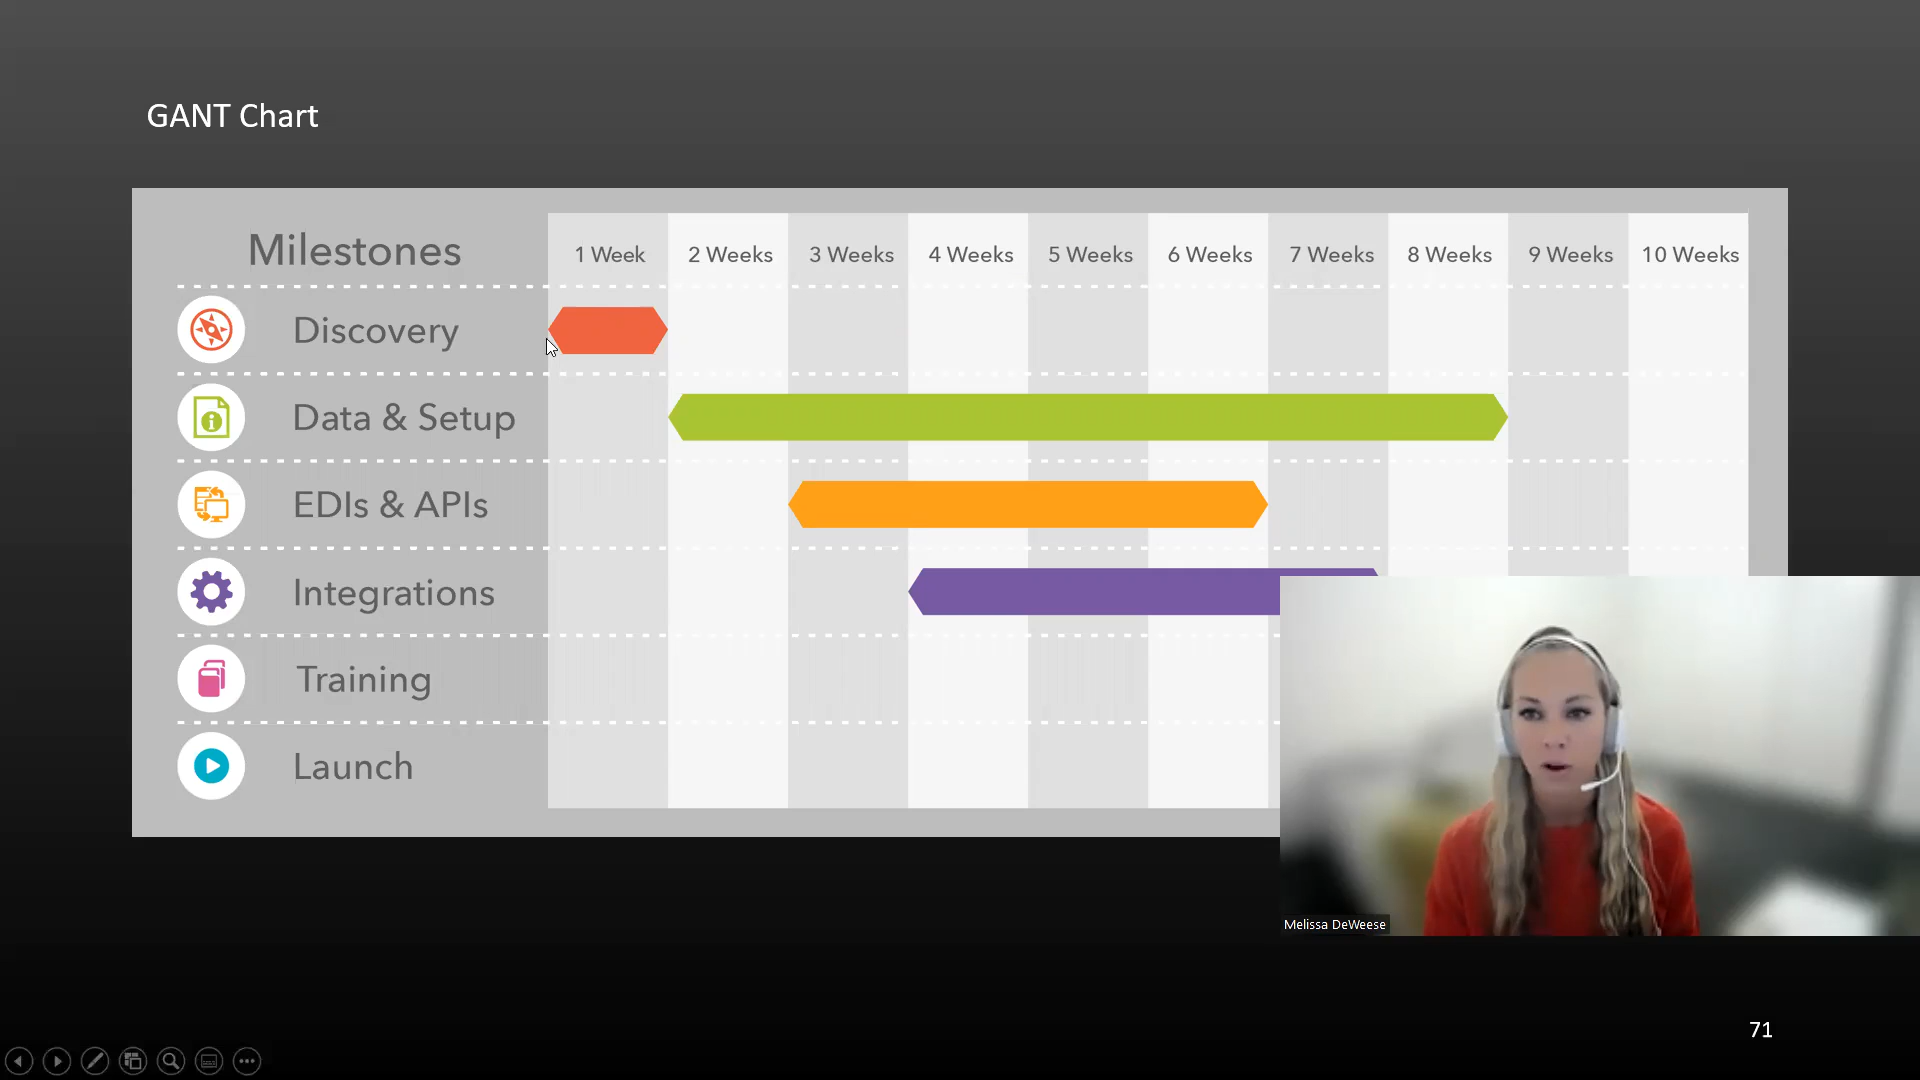 GANT Chart
Milestones
1 Week 2 Weeks 3 Weeks 4 Weeks 5 Weeks 6 Weeks 7 Weeks 8 Weeks 9 Weeks 10 Weeks
Discovery
Data & Setup
EDIs & APIs
Integrations
Training
Launch
Melissa DeWeese
71